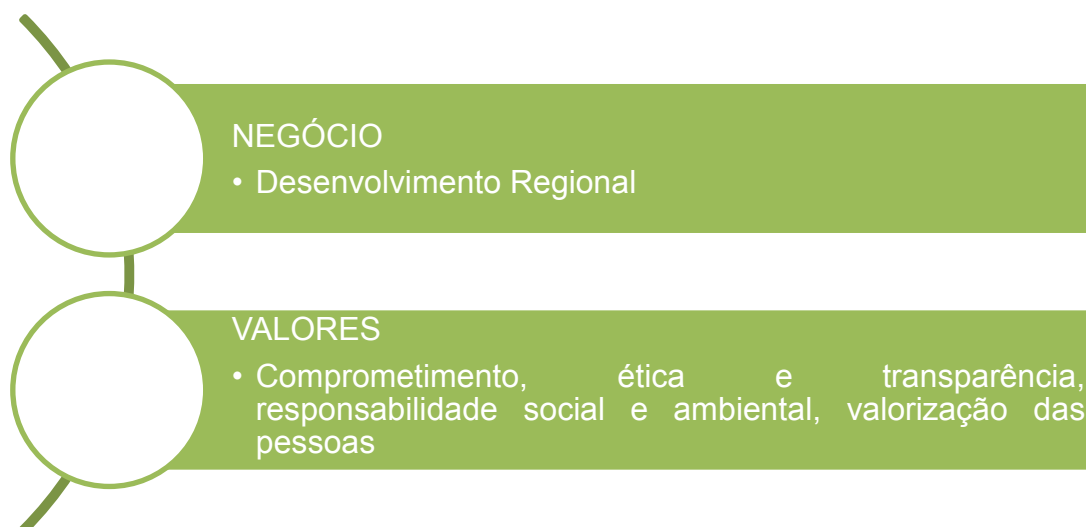 NEGÓCIO
• Desenvolvimento Regional
VALORES
• Comprometimento, ética e transparência,
responsabilidade social e ambiental, valorização das
pessoas